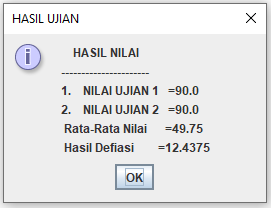 HASIL UJIAN
HASIL NILAI
----------------------
1. NILAI UJIAN 1 =90.0
2. NILAI UJIAN 2 =90.0
Rata-Rata Nilai =49.75
Hasil Defiasi =12.4375
OK